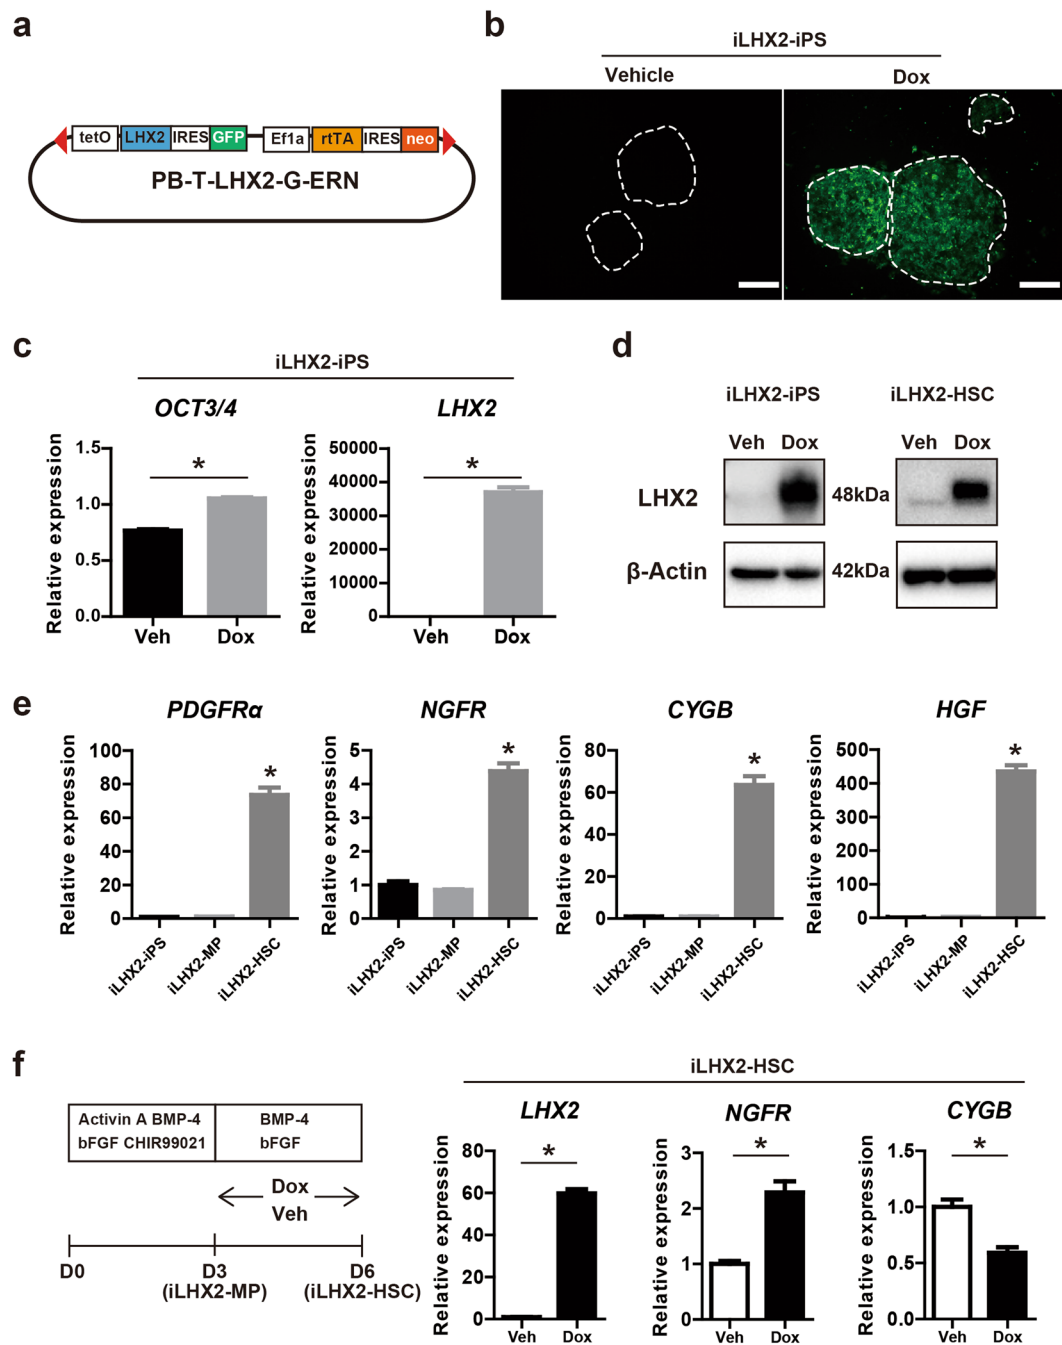 a
tetO LHX2 IRES GFP Ef1a rtTA IRES neo
PB-T-LHX2-G-ERN
b
iLHX2-iPS
Vehicle Dox
c
iLHX2-iPS
OCT3/4
Relative expression
1.5
1.0
0.5
0.0
*
Veh Dox
LHX2
Relative expression
50000
40000
30000
20000
10000
0
*
Veh Dox
d
iLHX2-iPS iLHX2-HSC
Veh Dox Veh Dox
LHX2 48kDa
β-Actin 42kDa
e
PDGFRα
Relative expression
100
80
60
40
20
0
*
iLHX2-iPS
iLHX2-MP
iLHX2-HSC
NGFR
Relative expression
5
4
3
2
1
0
*
iLHX2-iPS
iLHX2-MP
iLHX2-HSC
CYGB
Relative expression
80
60
40
20
0
*
iLHX2-iPS
iLHX2-MP
iLHX2-HSC
HGF
Relative expression
500
400
300
200
100
0
*
iLHX2-iPS
iLHX2-MP
iLHX2-HSC
f
Activin A BMP-4
bFGF CHIR99021
BMP-4
bFGF
Dox
Veh
D0 D3 D6
(iLHX2-MP) (iLHX2-HSC)
iLHX2-HSC
LHX2
Relative expression
80
60
40
20
0
*
Veh Dox
NGFR
Relative expression
3
2
1
0
*
Veh Dox
CYGB
Relative expression
1.5
1.0
0.5
0.0
*
Veh Dox